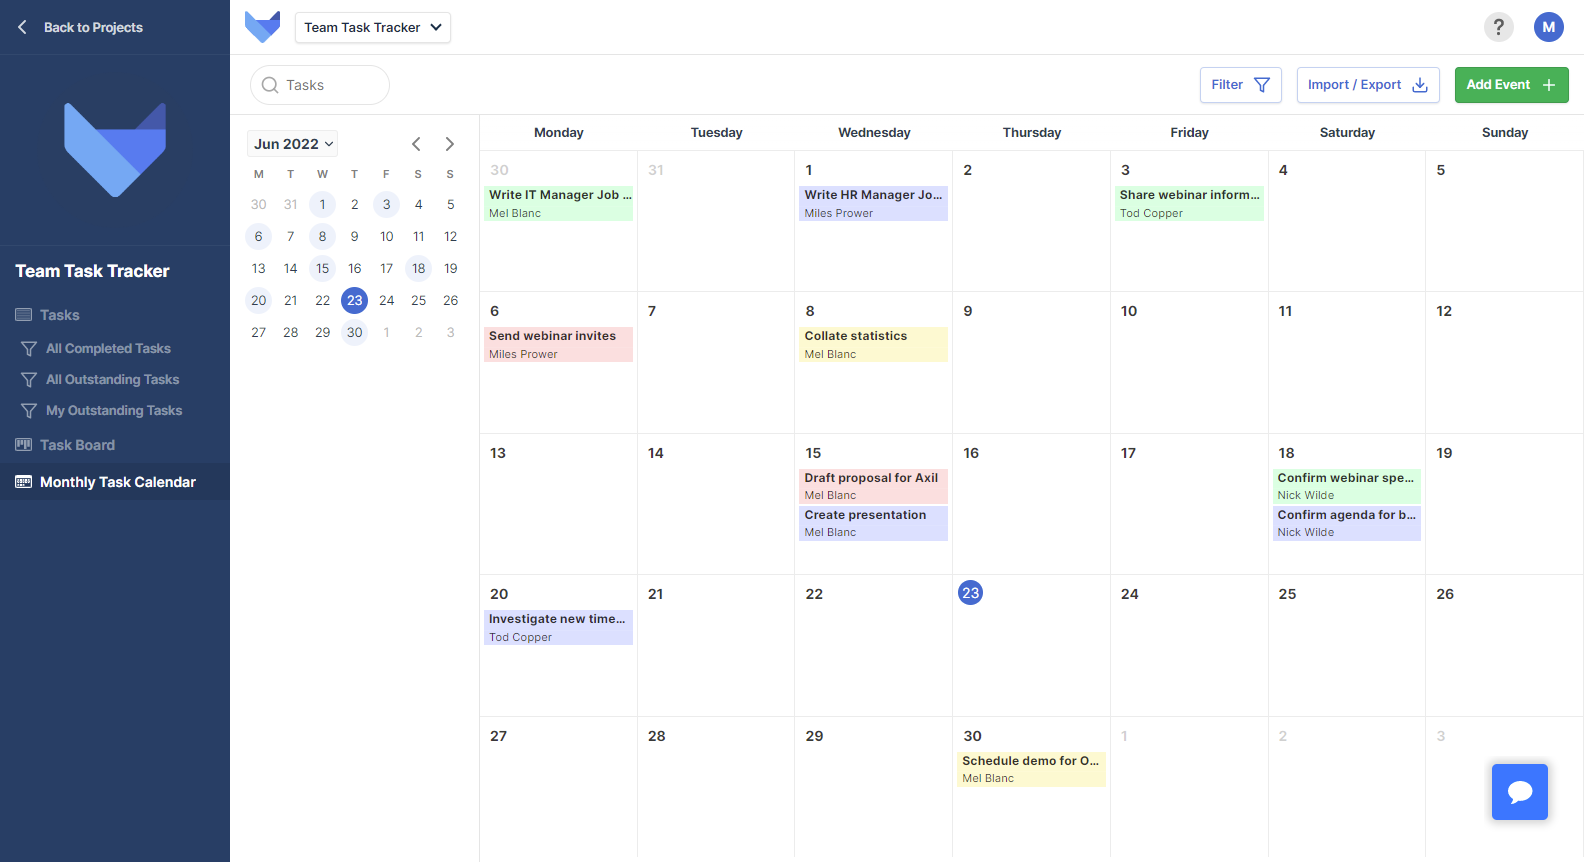 Back to Projects
Team Task Tracker
Tasks
All Completed Tasks
All Outstanding Tasks
My Outstanding Tasks
Task Board
Monthly Task Calendar
Team Task Tracker
?
M
Tasks
Filter
Import / Export
Add Event
Jun 2022
M T W T F S S
30 31 1 2 3 4 5
6 7 8 9 10 11 12
13 14 15 16 17 18 19
20 21 22 23 24 25 26
27 28 29 30 1 2 3
Monday Tuesday Wednesday Thursday Friday Saturday Sunday
30 31 1 2 3 4 5
Write IT Manager Job ...
Mel Blanc
Write HR Manager Jo...
Miles Prower
Share webinar inform...
Tod Copper
6 7 8 9 10 11 12
Send webinar invites
Miles Prower
Collate statistics
Mel Blanc
13 14 15 16 17 18 19
Draft proposal for Axil
Mel Blanc
Create presentation
Mel Blanc
Confirm webinar spe...
Nick Wilde
Confirm agenda for b...
Nick Wilde
20 21 22 23 24 25 26
Investigate new time...
Tod Copper
27 28 29 30 1 2 3
Schedule demo for O...
Mel Blanc